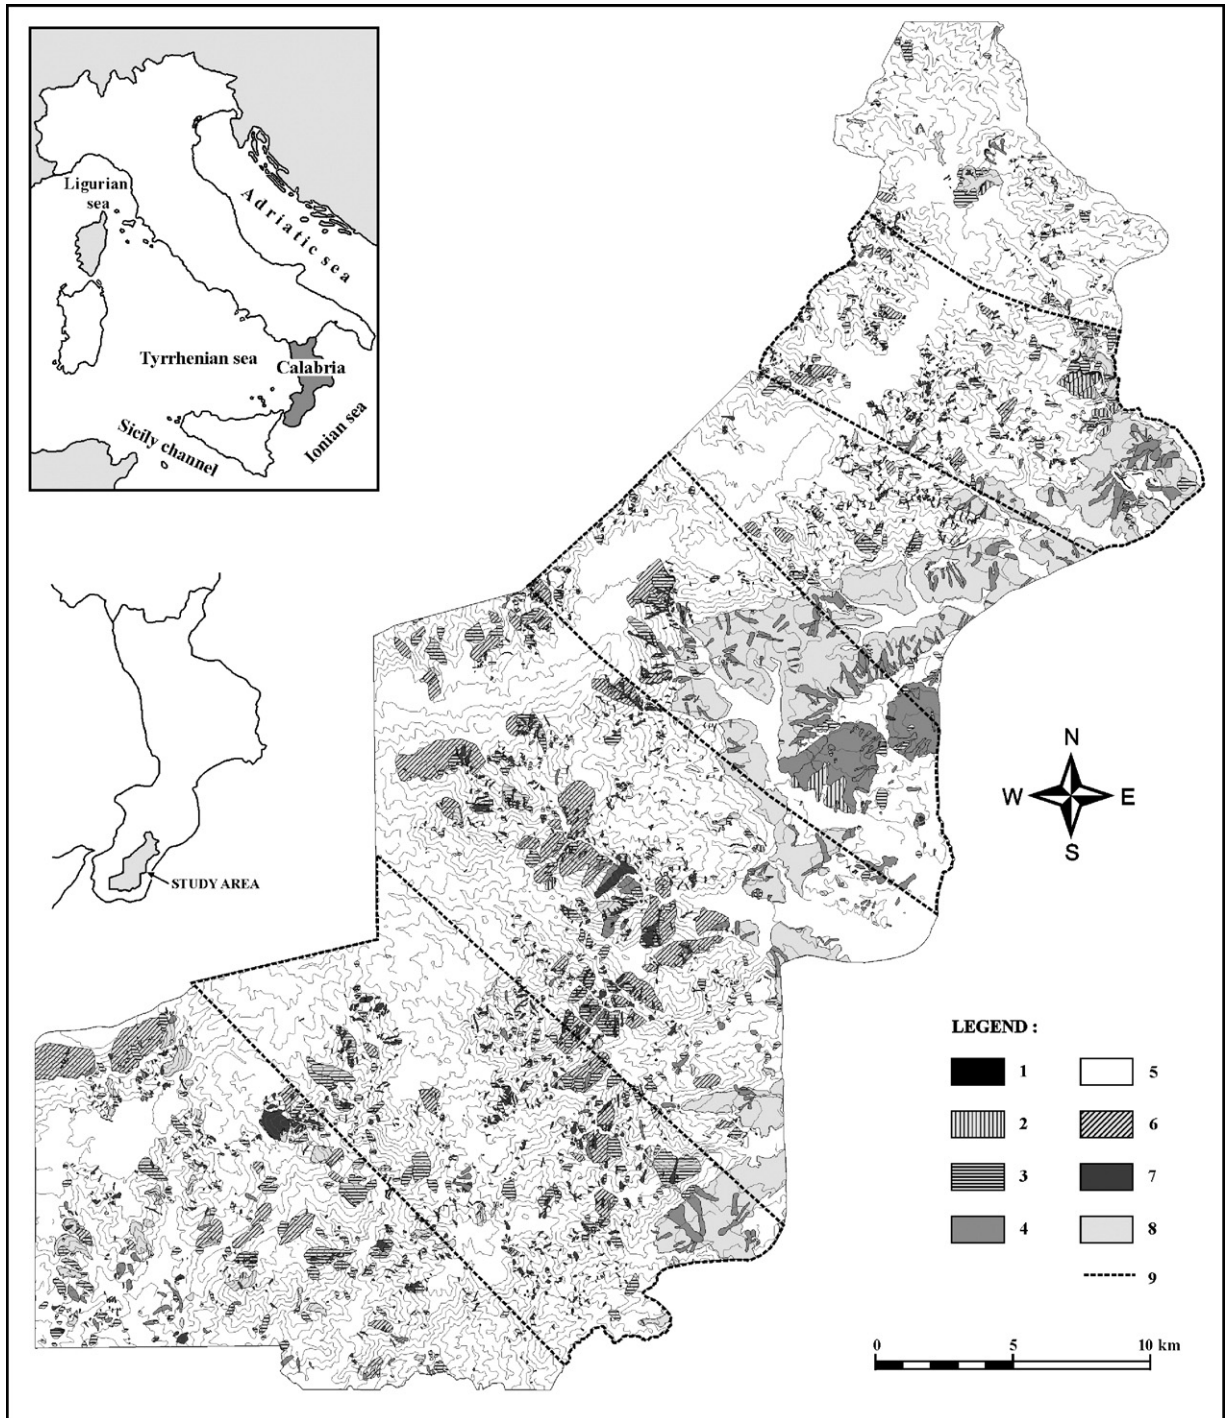 Ligurian
sea
Adriatic sea
Tyrrhenian sea
Calabria
Sicily channel
Ionian sea
STUDY AREA
N
W
E
S
LEGEND :
1
5
2
6
3
7
4
8
9
0
5
10 km